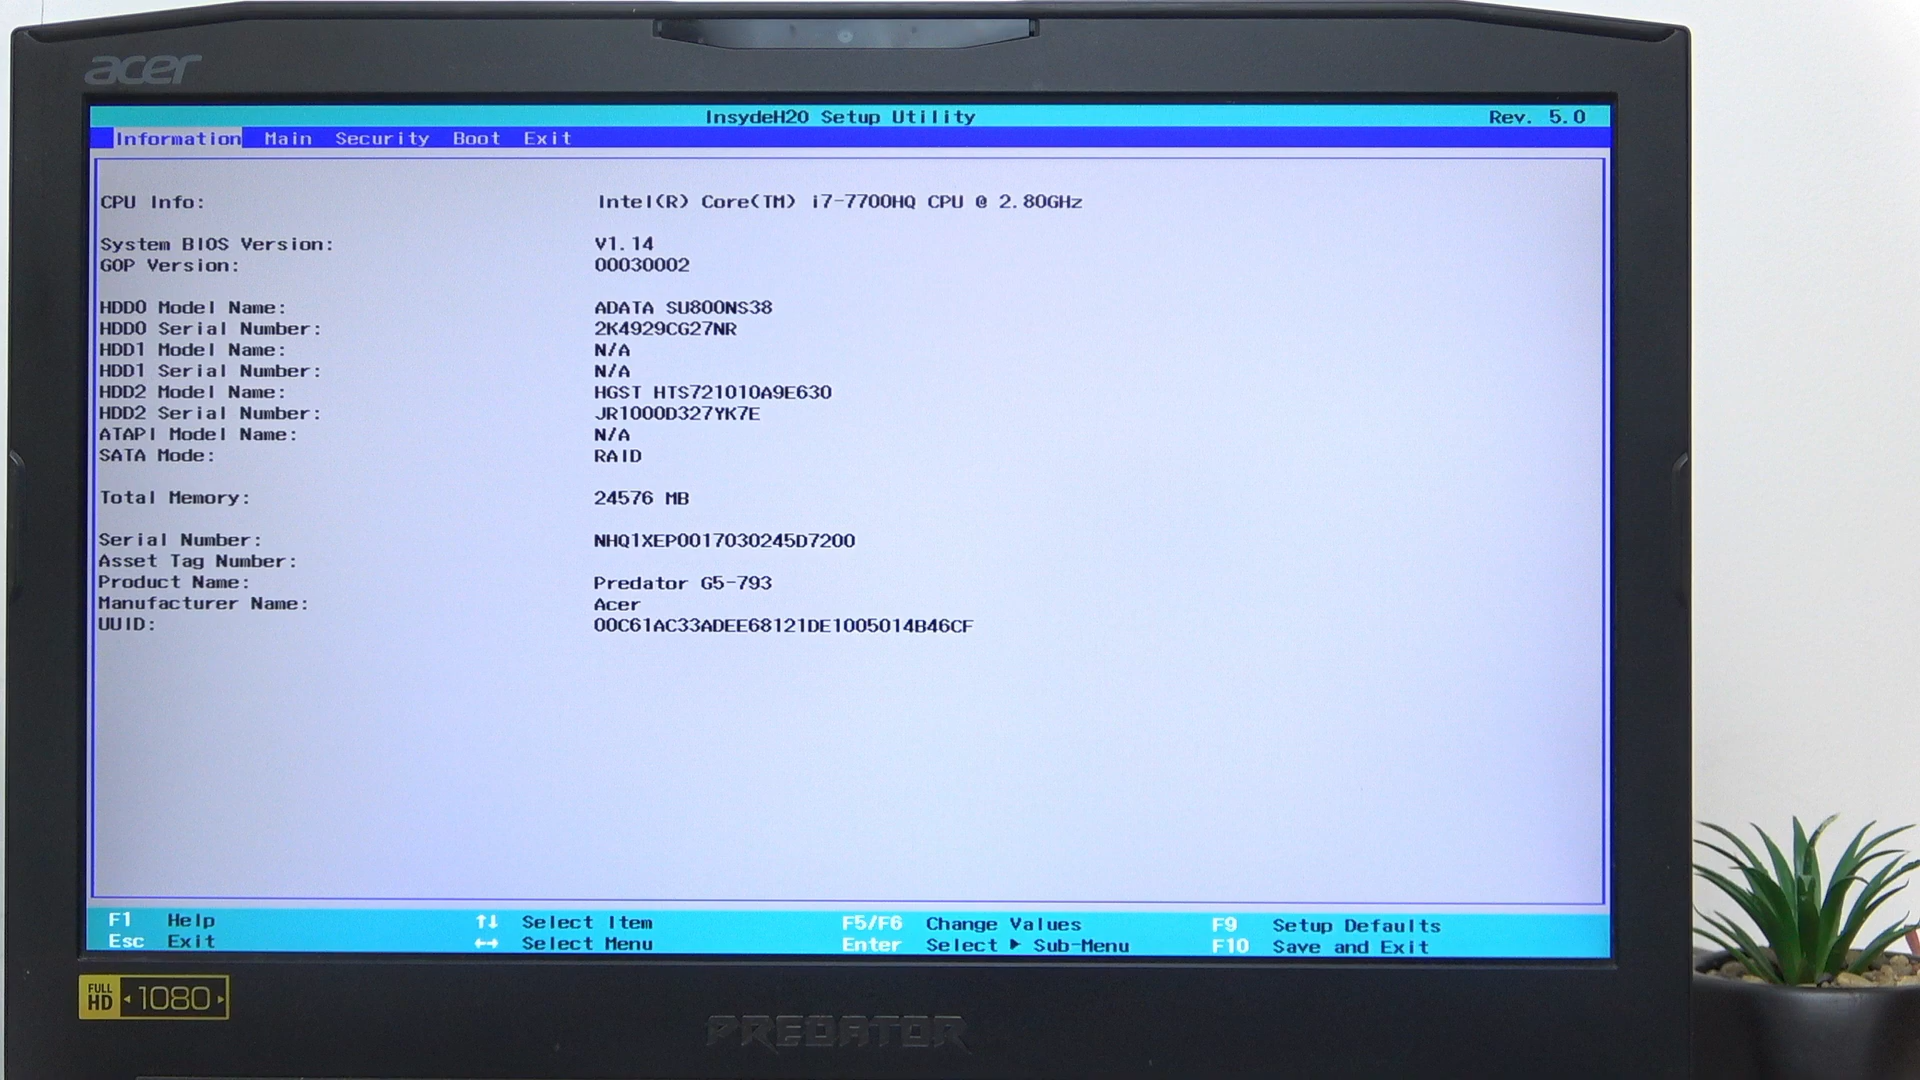 acer
InsydeH2O Setup Utility Rev. 5.0
Information Main Security Boot Exit
CPU Info: Intel(R) Core(TM) i7-7700HQ CPU @ 2.80GHz
System BIOS Version: V1.14
GOP Version: 00030002
HDD0 Model Name: ADATA SU800NS38
HDD0 Serial Number: 2K4929CG27NR
HDD1 Model Name: N/A
HDD1 Serial Number: N/A
HDD2 Model Name: HGST HTS721010A9E630
HDD2 Serial Number: JR1000D327YK7E
ATAPI Model Name: N/A
SATA Mode: RAID
Total Memory: 24576 MB
Serial Number: NHQ1XEP0017030245D7200
Asset Tag Number:
Product Name: Predator G5-793
Manufacturer Name: Acer
UUID: 00C61AC33ADEE68121DE1005014B46CF
F1 Help ↑↓ Select Item F5/F6 Change Values F9 Setup Defaults
Esc Exit ↔ Select Menu Enter Select ▶ Sub-Menu F10 Save and Exit
FULL HD 1080
PREDATOR